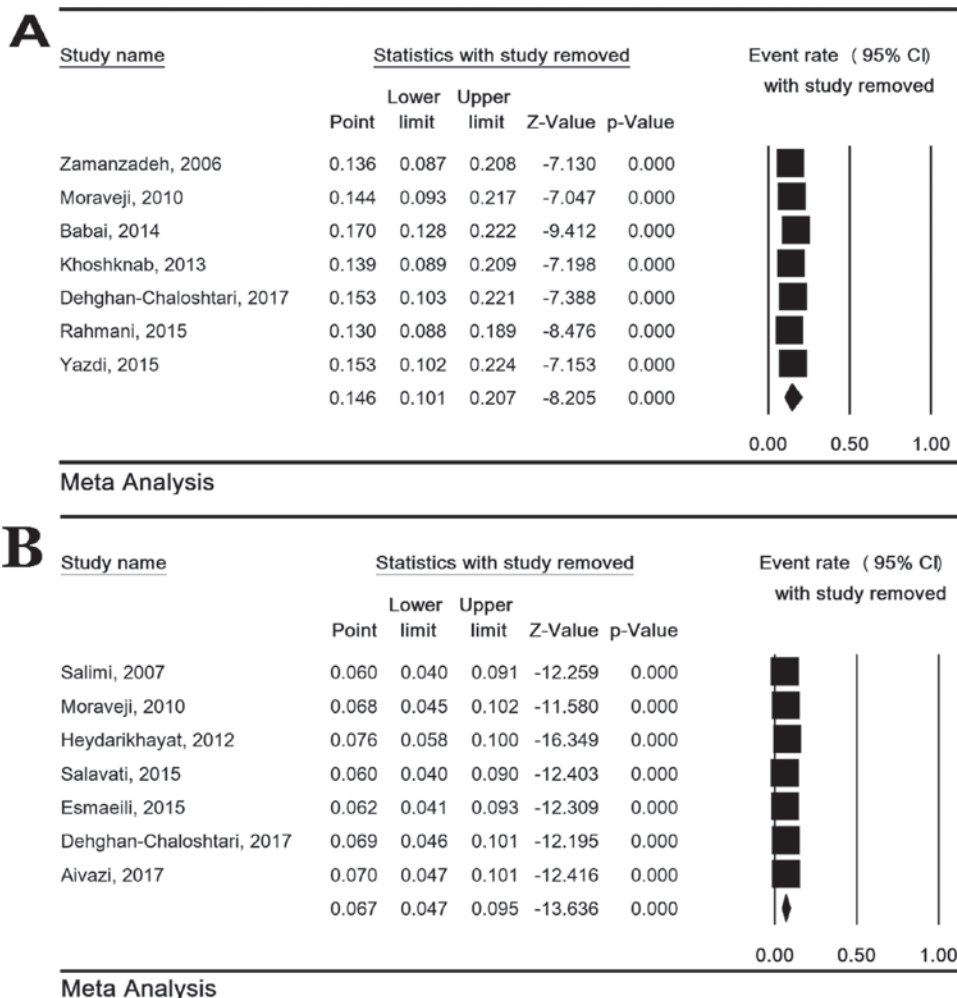 A
Study name Statistics with study removed Event rate ( 95% CI)
with study removed
Lower Upper
Point limit limit Z-Value p-Value
Zamanzadeh, 2006 0.136 0.087 0.208 -7.130 0.000
Moraveji, 2010 0.144 0.093 0.217 -7.047 0.000
Babai, 2014 0.170 0.128 0.222 -9.412 0.000
Khoshknab, 2013 0.139 0.089 0.209 -7.198 0.000
Dehghan-Chaloshtari, 2017 0.153 0.103 0.221 -7.388 0.000
Rahmani, 2015 0.130 0.088 0.189 -8.476 0.000
Yazdi, 2015 0.153 0.102 0.224 -7.153 0.000
0.146 0.101 0.207 -8.205 0.000
0.00 0.50 1.00
Meta Analysis
B
Study name Statistics with study removed Event rate ( 95% CI)
with study removed
Lower Upper
Point limit limit Z-Value p-Value
Salimi, 2007 0.060 0.040 0.091 -12.259 0.000
Moraveji, 2010 0.068 0.045 0.102 -11.580 0.000
Heydarikhayat, 2012 0.076 0.058 0.100 -16.349 0.000
Salavati, 2015 0.060 0.040 0.090 -12.403 0.000
Esmaeili, 2015 0.062 0.041 0.093 -12.309 0.000
Dehghan-Chaloshtari, 2017 0.069 0.046 0.101 -12.195 0.000
Aivazi, 2017 0.070 0.047 0.101 -12.416 0.000
0.067 0.047 0.095 -13.636 0.000
0.00 0.50 1.00
Meta Analysis